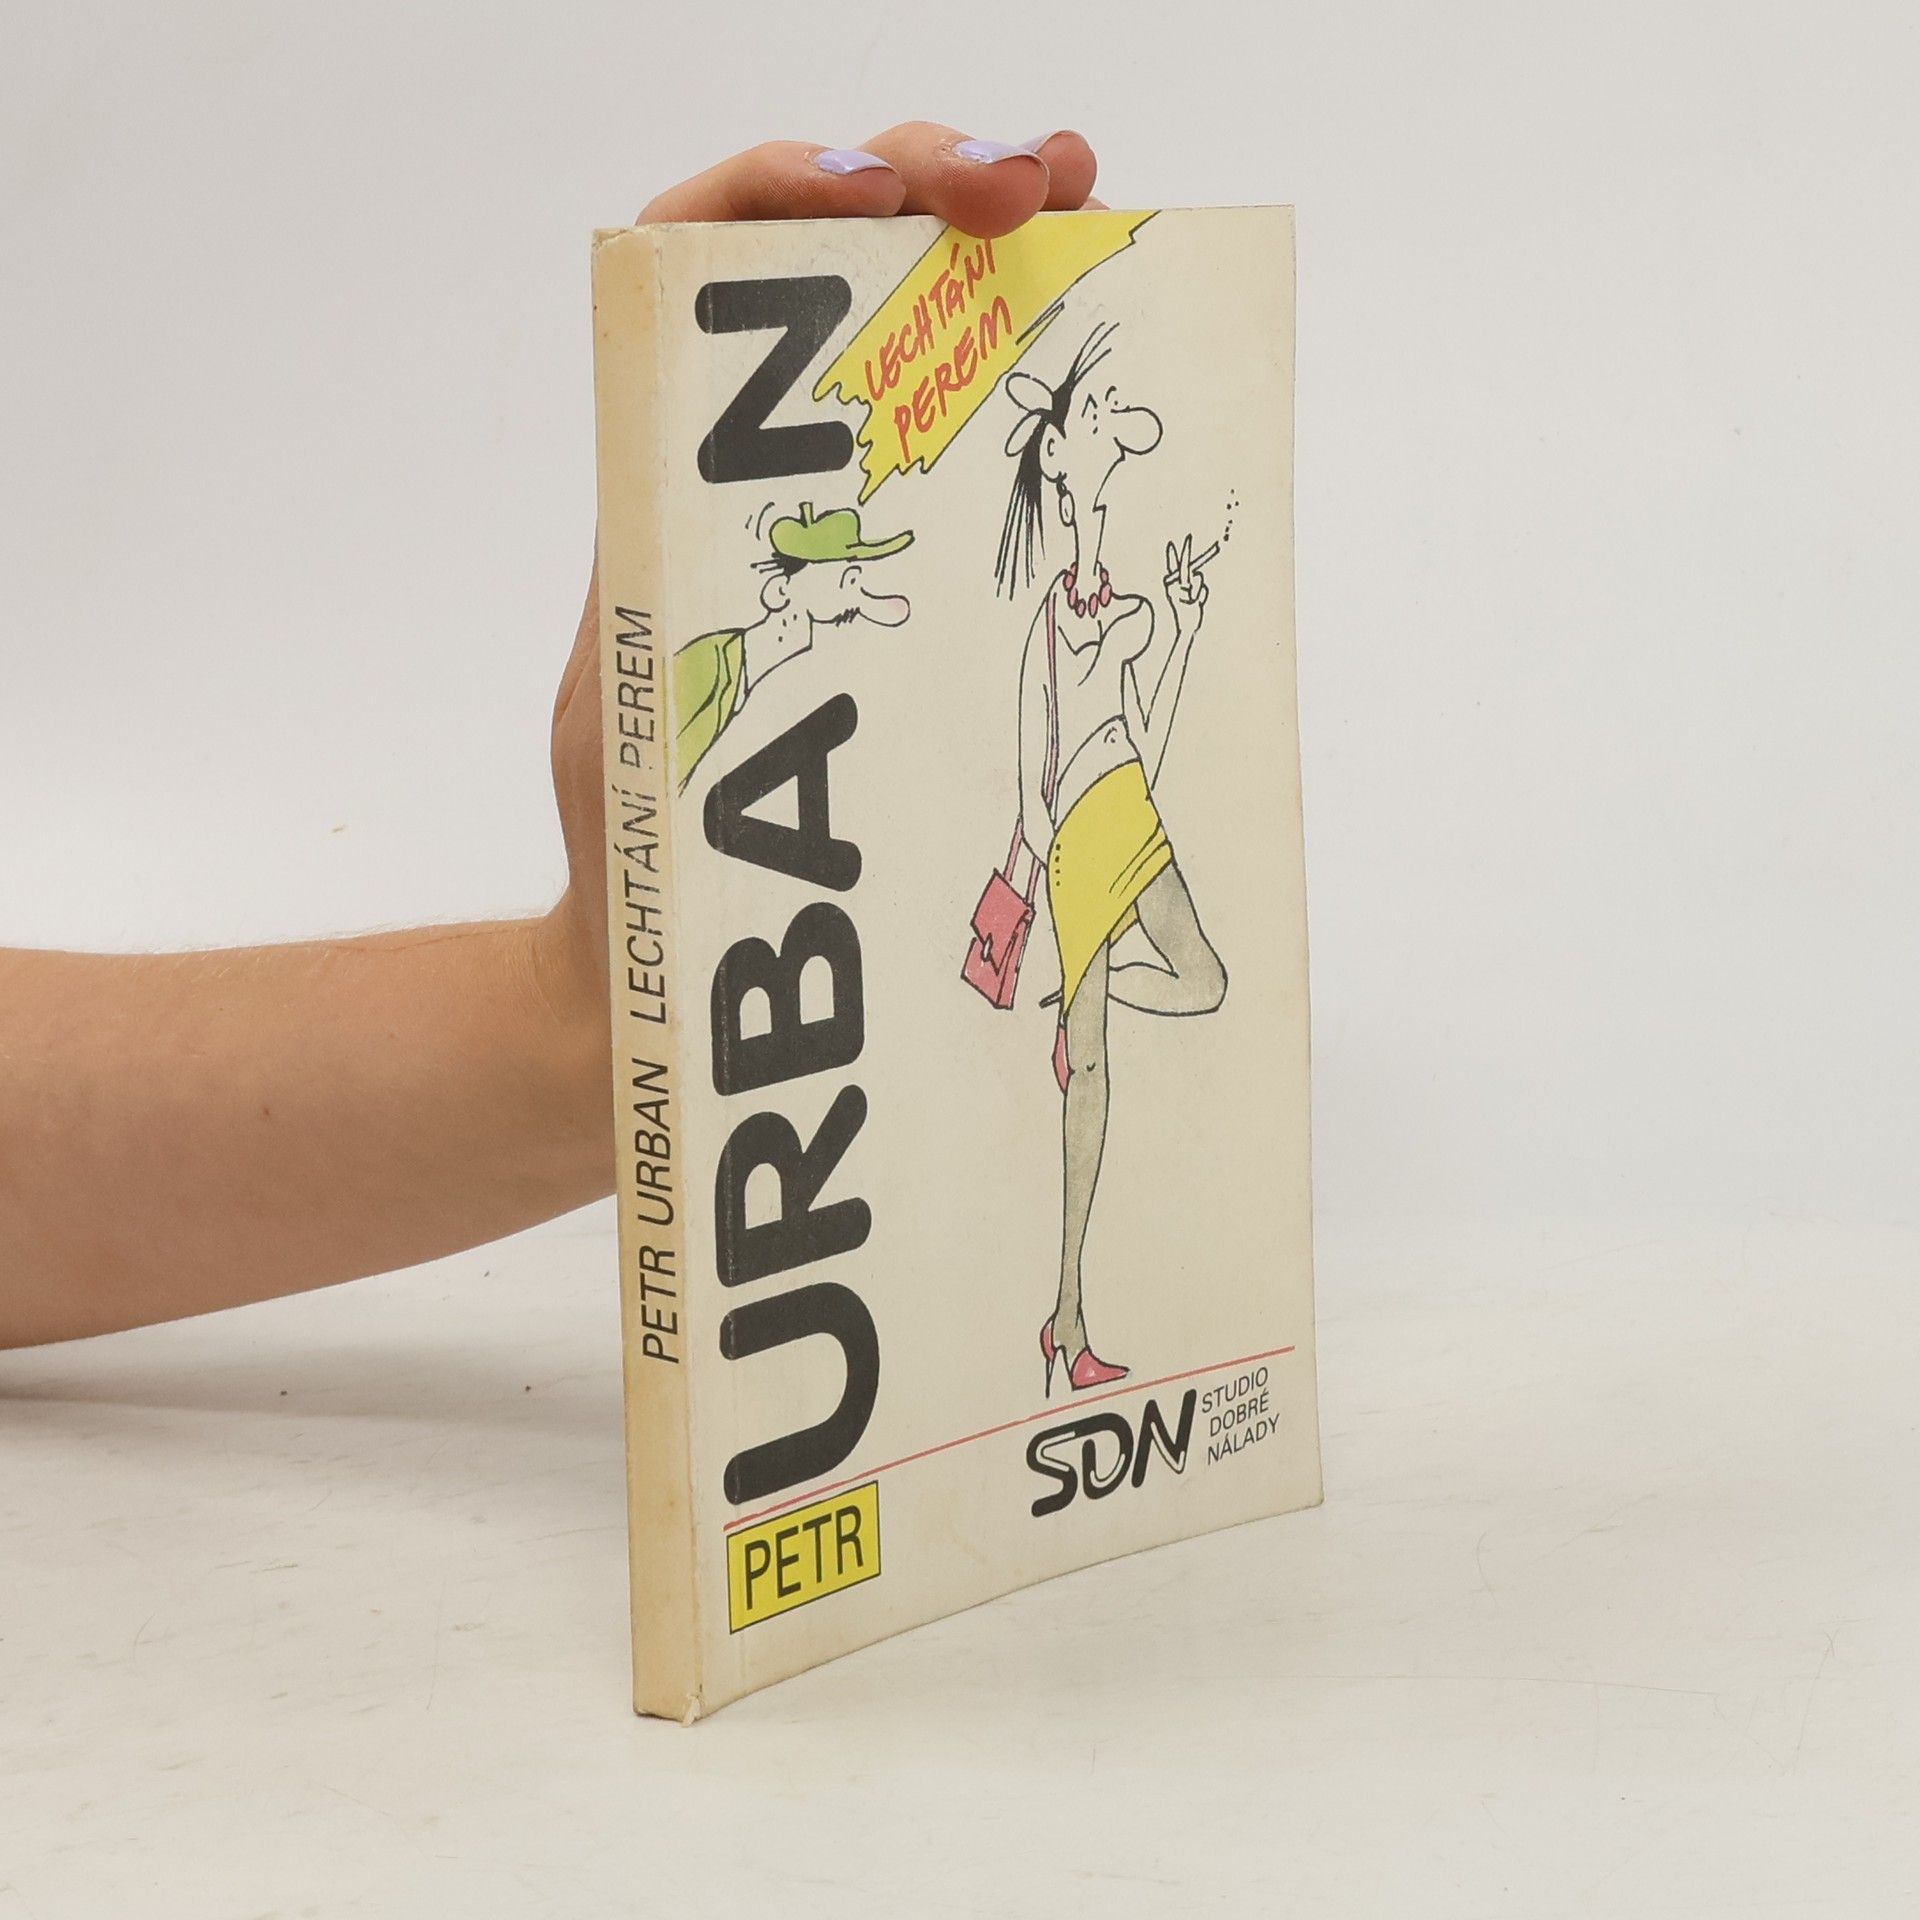 PETR URBAN LECHTÁNÍ PEREM
LECHTÁNÍ
PEREM
PETR
URBAN
SDN
STUDIO
DOBRÉ
NÁLADY